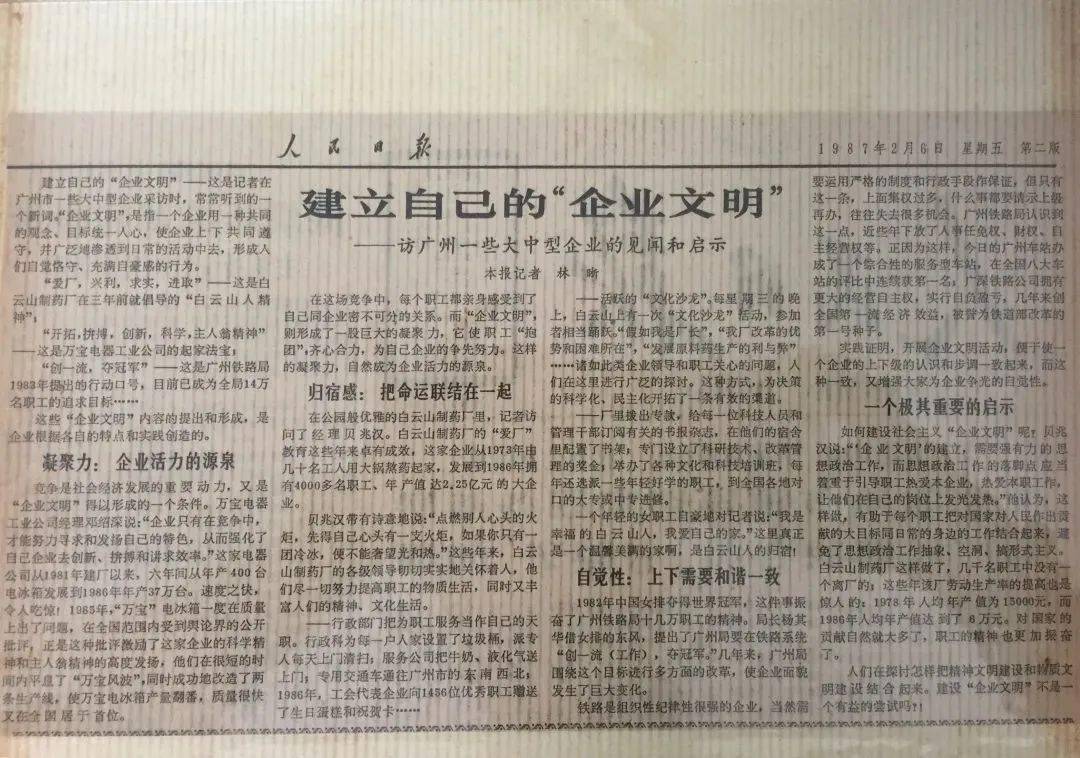 人民日报
1987年2月6日 星期五 第二版
建立自己的“企业文明”
——访广州一些大中型企业的见闻和启示
本报记者 林晰
建立自己的“企业文明”——这是记者在
广州市一些大中型企业采访时，常常听到的一
个新词。“企业文明”，是指一个企业用一种共同
的观念、目标统一人心，使企业上下共同遵
守，并广泛地渗透到日常的活动中去，形成人
们自觉恪守、充满自豪感的行为。
“爱厂，兴利，求实，进取”——这是白
云山制药厂在三年前就倡导的“白云山人精
神”；
“开拓，拚搏，创新，科学，主人翁精神”
——这是万宝电器工业公司的起家法宝；
“创一流，夺冠军”——这是广州铁路局
1983年提出的行动口号，目前已成为全局14万
名职工的追求目标……
这些“企业文明”内容的提出和形成，是
企业根据各自的特点和实践创造的。
凝聚力：企业活力的源泉
竞争是社会经济发展的重要动力，又是
“企业文明”得以形成的一个条件。万宝电器
工业公司经理邓绍深说：“企业只有在竞争中，
才能努力寻求和发扬自己的特色，从而强化了
自己企业去创新、拚搏和讲求效率。”这家电器
公司从1981年建厂以来，六年间从年产400台
电冰箱发展到1986年年产37万台。速度之快，
令人吃惊！1985年，“万宝”电冰箱一度在质量
上出了问题，在全国范围内受到舆论界的公开
批评，正是这种批评激励了这家企业的科学精
神和主人翁精神的高度发扬，他们在很短的时
间内平息了“万宝风波”，同时成功地改造了两
条生产线，使万宝电冰箱产量翻番，质量很快
又在全国居于首位。
在这场竞争中，每个职工都亲身感受到了
自己同企业密不可分的关系。而“企业文明”，
则形成了一股巨大的凝聚力，它使职工“抱
团”，齐心合力，为自己企业的争先努力。这样
的凝聚力，自然成为企业活力的源泉。
归宿感：把命运联结在一起
在公园般优雅的白云山制药厂里，记者访
问了经理贝兆汉。白云山制药厂的“爱厂”
教育这些年来卓有成效，这家企业从1973年由
几十名工人用大锅熬药起家，发展到1986年拥
有4000多名职工、年产值达2.25亿元的大企
业。
贝兆汉带有诗意地说：“点燃别人心头的火
炬，先得自己心头有一支火炬，如果你只有一
团冷冰，便不能奢望光和热。”这些年来，白云
山制药厂的各级领导切切实实地关怀着人，他
们尽一切努力提高职工的物质生活，同时又丰
富人们的精神、文化生活。
——行政部门把为职工服务当作自己的天
职。行政科为每一户人家设置了垃圾桶，派专
人每天上门清扫；服务公司把牛奶、液化气送
上门；专用交通车通往广州市的东南西北；
1986年，工会代表企业向1456位优秀职工赠送
了生日蛋糕和祝贺卡……
——活跃的“文化沙龙”。每星期三的晚
上，白云山上有一次“文化沙龙”活动，参加
者相当踊跃。“假如我是厂长”，“我厂改革的优
势和困难所在”，“发展原料药生产的利与弊”
……诸如此类企业领导和职工关心的问题，人
们在这里进行广泛的探讨。这种方式，为决策
的科学化、民主化开拓了一条有效的渠道。
——厂里拨出专款，给每一位科技人员和
管理干部订阅有关的书报杂志，在他们的宿舍
里配置了书架；专门设立了科研技术、改革管
理的奖金；举办了各种文化和科技培训班，每
年还选派一些年轻好学的职工，到全国各地对
口的大专或中专进修。
一个年轻的女职工自豪地对记者说：“我是
幸福的白云山人，我爱自己的家。”这里真正
是一个温馨美满的家啊，是白云山人的归宿！
自觉性：上下需要和谐一致
1982年中国女排夺得世界冠军，这件事振
奋了广州铁路局十几万职工的精神。局长杨其
华借女排的东风，提出了广州局要在铁路系统
“创一流（工作），夺冠军。”几年来，广州局
围绕这个目标进行多方面的改革，使企业面貌
发生了巨大变化。
铁路是组织性纪律性很强的企业，当然需
要运用严格的制度和行政手段作保证，但只有
这一条，上面集权过多，什么事都要请示上级
再办，往往失去很多机会。广州铁路局认识到
这一点，近些年下放了人事任免权、财权、自
主经营权等。正因为这样，今日的广州车站办
成了一个综合性的服务型车站，在全国八大车
站的评比中连续获第一名，广深铁路公司拥有
更大的经营自主权，实行自负盈亏，几年来创
全国第一流经济效益，被誉为铁道部改革的
第一号种子。
实践证明，开展企业文明活动，便于使一
个企业的上下级的认识和步调一致起来，而这
种一致，又增强大家为企业争光的自觉性。
一个极其重要的启示
如何建设社会主义“企业文明”呢？贝兆
汉说：“‘企业文明’的建立，需要强有力的思
想政治工作，而思想政治工作的落脚点应当
着重于引导职工热爱本企业，热爱本职工作，
让他们在自己的岗位上发光发热。”他认为，这
样做，有助于每个职工把对国家对人民作出贡
献的大目标同日常的身边的工作结合起来，避
免了思想政治工作抽象、空洞、搞形式主义。
白云山制药厂这样做了，几千名职工中没有一
个离厂的；这些年该厂劳动生产率的提高也是
惊人的：1978年人均年产值为15000元，而
1986年人均年产值达到了6万元。对国家的
贡献自然就大多了，职工的精神也更加振奋
了。
人们在探讨怎样把精神文明建设和物质文
明建设结合起来。建设“企业文明”不是一
个有益的尝试吗？！